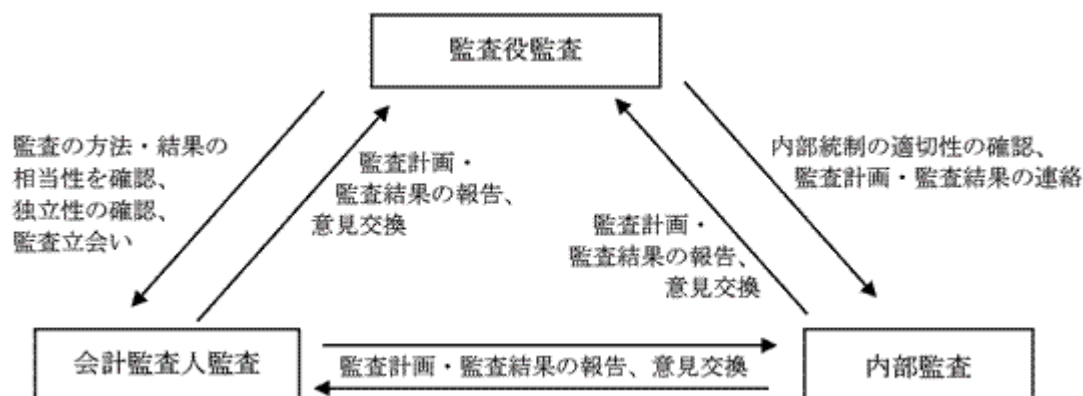 監査役監査
監査の方法・結果の
相当性を確認、
独立性の確認、
監査立会い
監査計画・
監査結果の報告、
意見交換
監査計画・
監査結果の報告、
意見交換
内部統制の適切性の確認、
監査計画・監査結果の連絡
会計監査人監査
監査計画・監査結果の報告、意見交換
内部監査